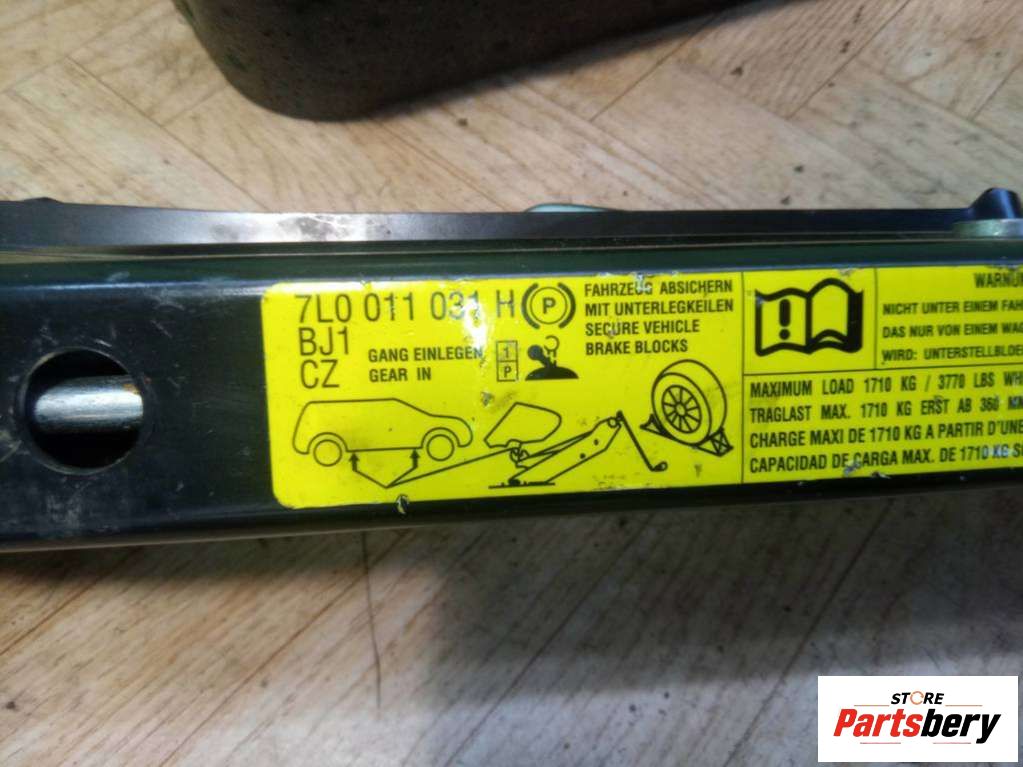 7L0 011 031 H
BJ1
CZ
GANG EINLEGEN
GEAR IN
1
P
P
FAHRZEUG ABSICHERN
MIT UNTERLEGKEILEN
SECURE VEHICLE
BRAKE BLOCKS
!
WARNU
NICHT UNTER EINEM FAH
DAS NUR VON EINEM WAG
WIRD: UNTERSTELLBLÖ
MAXIMUM LOAD 1710 KG / 3770 LBS WH
TRAGLAST MAX. 1710 KG ERST AB 360 MM
CHARGE MAXI DE 1710 KG A PARTIR D'UNE
CAPACIDAD DE CARGA MAX. DE 1710 KG S
STORE
Partsbery